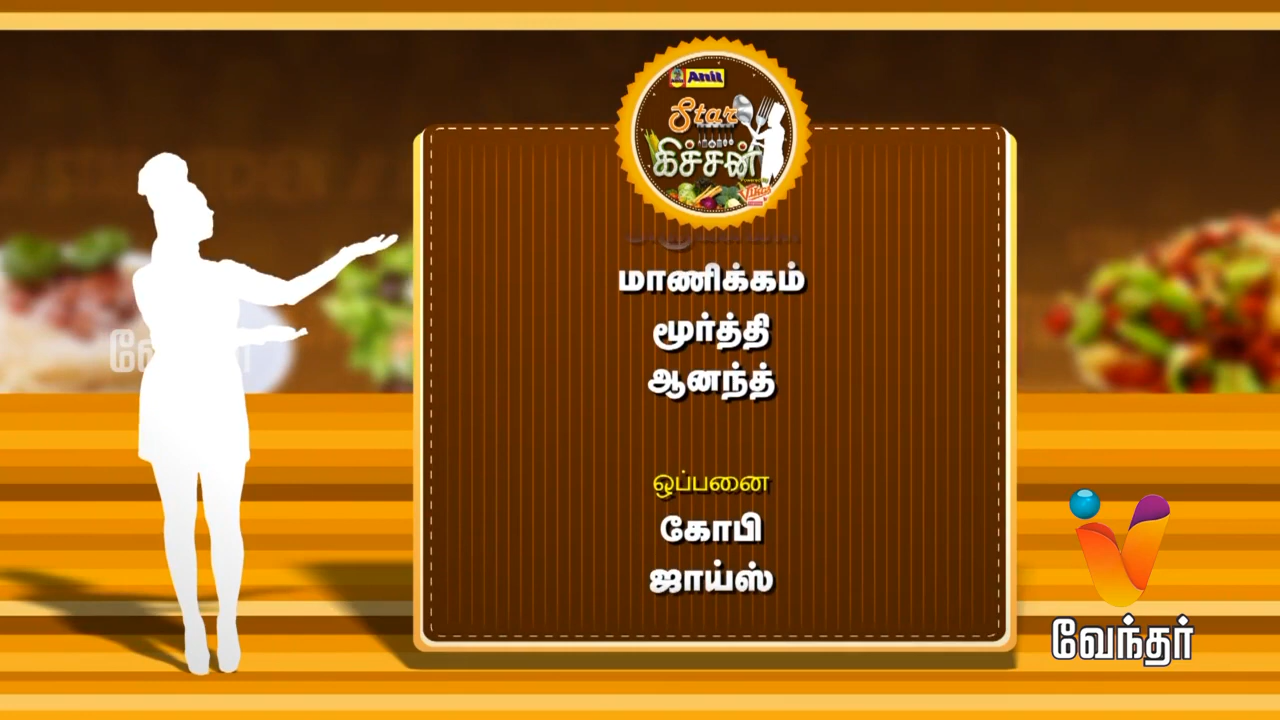 Anil
Star
கிச்சன்
மாணிக்கம்
மூர்த்தி
ஆனந்த்
ஒப்பனை
கோபி
ஜாய்ஸ்
வேந்தர்